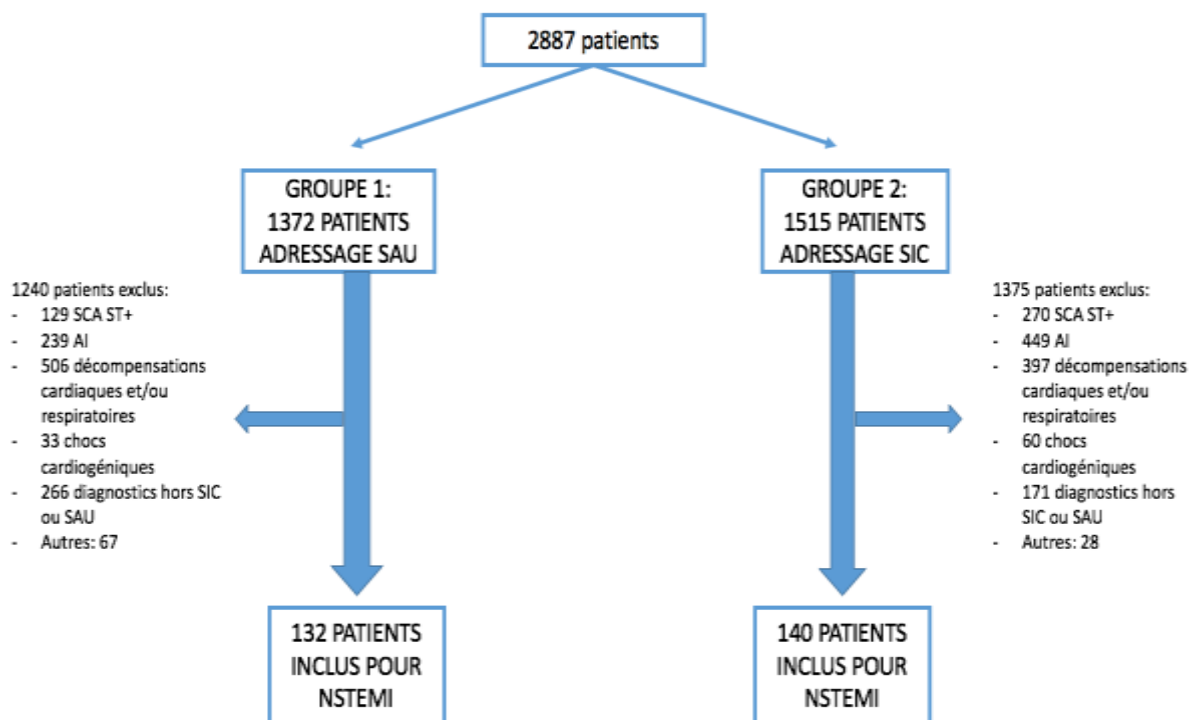 2887 patients
GROUPE 1:
1372 PATIENTS
ADRESSAGE SAU
GROUPE 2:
1515 PATIENTS
ADRESSAGE SIC
1240 patients exclus:
- 129 SCA ST+
- 239 AI
- 506 décompensations
cardiaques et/ou
respiratoires
- 33 chocs
cardiogéniques
- 266 diagnostics hors SIC
ou SAU
- Autres: 67
1375 patients exclus:
- 270 SCA ST+
- 449 AI
- 397 décompensations
cardiaques et/ou
respiratoires
- 60 chocs
cardiogéniques
- 171 diagnostics hors
SIC ou SAU
- Autres: 28
132 PATIENTS
INCLUS POUR
NSTEMI
140 PATIENTS
INCLUS POUR
NSTEMI